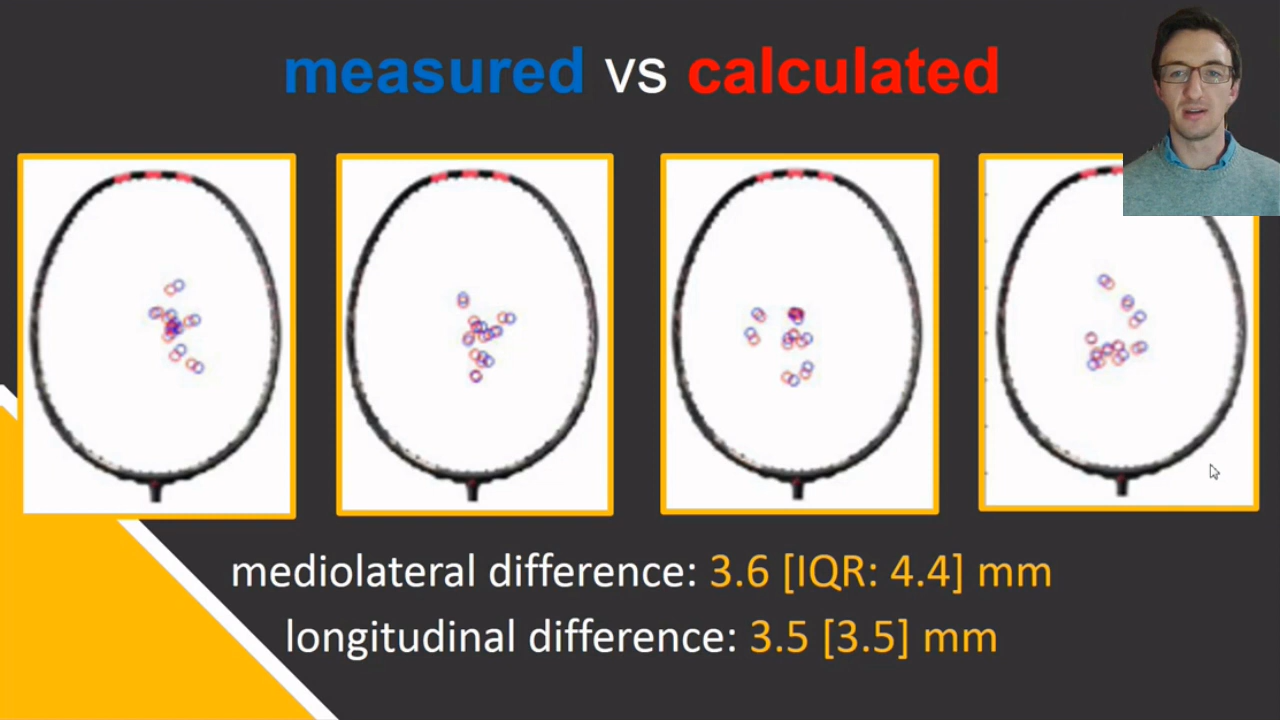 measured vs calculated
mediolateral difference: 3.6 [IQR: 4.4] mm
longitudinal difference: 3.5 [3.5] mm